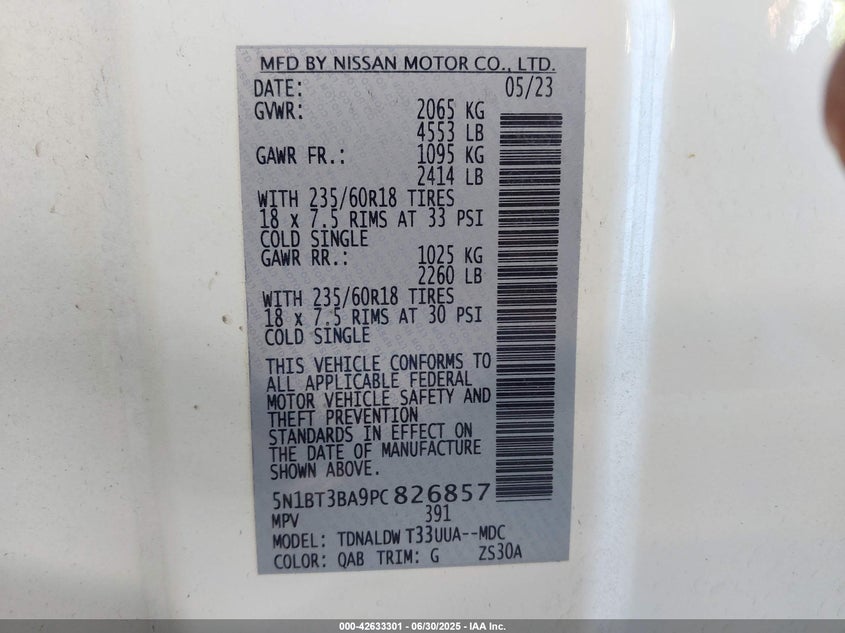 MFD BY NISSAN MOTOR CO., LTD.
DATE: 05/23
GVWR: 2065 KG
4553 LB
GAWR FR.: 1095 KG
2414 LB
WITH 235/60R18 TIRES
18 x 7.5 RIMS AT 33 PSI
COLD SINGLE
GAWR RR.: 1025 KG
2260 LB
WITH 235/60R18 TIRES
18 x 7.5 RIMS AT 30 PSI
COLD SINGLE
THIS VEHICLE CONFORMS TO
ALL APPLICABLE FEDERAL
MOTOR VEHICLE SAFETY AND
THEFT PREVENTION
STANDARDS IN EFFECT ON
THE DATE OF MANUFACTURE
SHOWN ABOVE.
5N1BT3BA9PC826857
MPV 391
MODEL: TDNALDW T33UUA--MDC
COLOR: QAB TRIM: G ZS30A
000-42633301 - 06/30/2025 - IAA Inc.